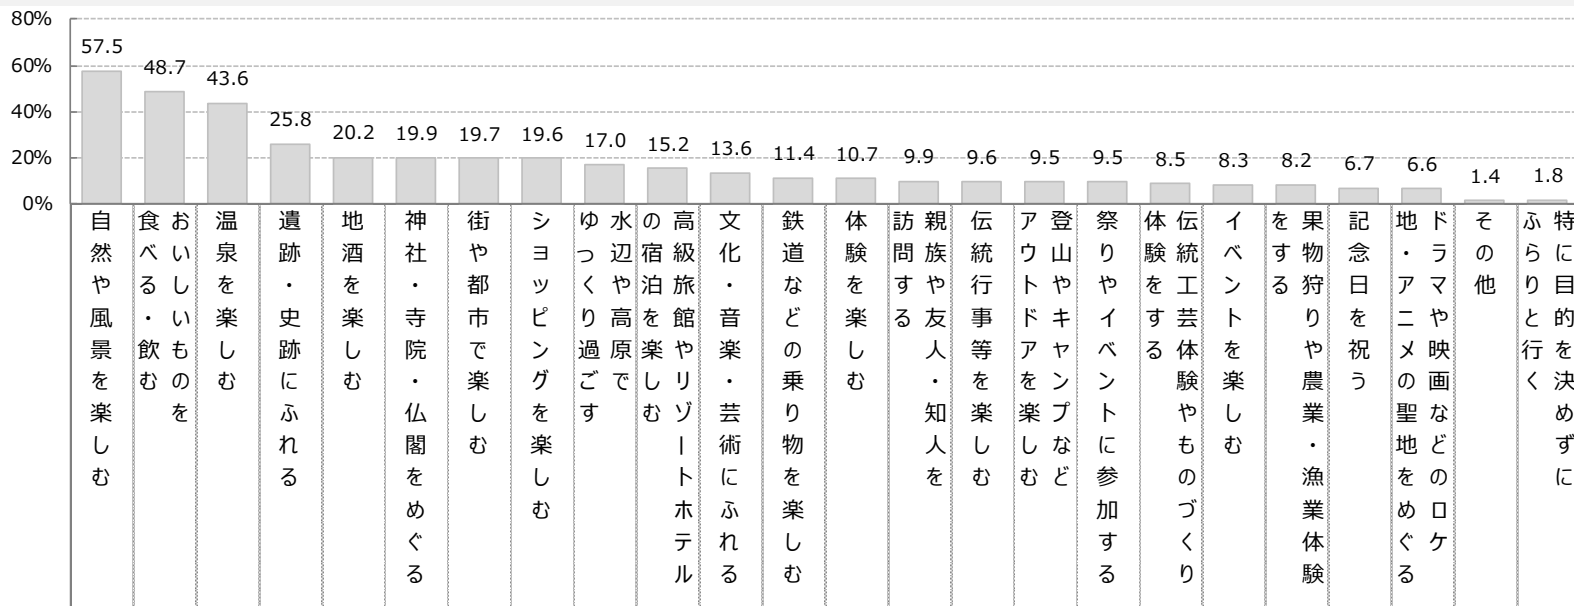 80%
60%
40%
20%
0%
57.5
48.7
43.6
25.8
20.2
19.9
19.7
19.6
17.0
15.2
13.6
11.4
10.7
9.9
9.6
9.5
9.5
8.5
8.3
8.2
6.7
6.6
1.4
1.8
自然や風景を楽しむ
おいしいものを
食べる・飲む
温泉を楽しむ
遺跡・史跡にふれる
地酒を楽しむ
神社・寺院・仏閣をめぐる
街や都市で楽しむ
ショッピングを楽しむ
水辺や高原で
ゆっくり過ごす
高級旅館やリゾートホテル
の宿泊を楽しむ
文化・音楽・芸術にふれる
鉄道などの乗り物を楽しむ
体験を楽しむ
親族や友人・知人を
訪問する
伝統行事等を楽しむ
登山やキャンプなど
アウトドアを楽しむ
祭りやイベントに参加する
伝統工芸体験やものづくり
体験をする
イベントを楽しむ
果物狩りや農業・漁業体験
をする
記念日を祝う
ドラマや映画などのロケ
地・アニメの聖地をめぐる
その他
特に目的を決めずに
ふらりと行く